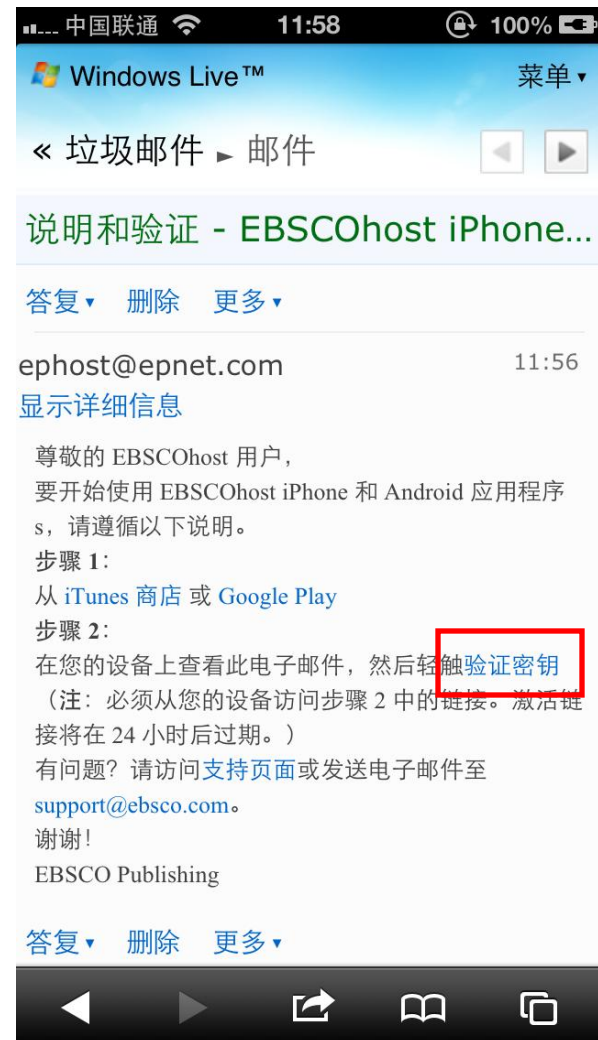 中国联通 11:58 100%
Windows Live™ 菜单▾
« 垃圾邮件 ► 邮件
说明和验证 - EBSCOhost iPhone...
答复▾ 删除 更多▾
ephost@epnet.com 11:56
显示详细信息
尊敬的 EBSCOhost 用户，
要开始使用 EBSCOhost iPhone 和 Android 应用程序
s，请遵循以下说明。
步骤 1：
从 iTunes 商店 或 Google Play
步骤 2：
在您的设备上查看此电子邮件，然后轻触验证密钥
（注：必须从您的设备访问步骤 2 中的链接。激活链
接将在 24 小时后过期。）
有问题？请访问支持页面或发送电子邮件至
support@ebsco.com。
谢谢！
EBSCO Publishing
答复▾ 删除 更多▾